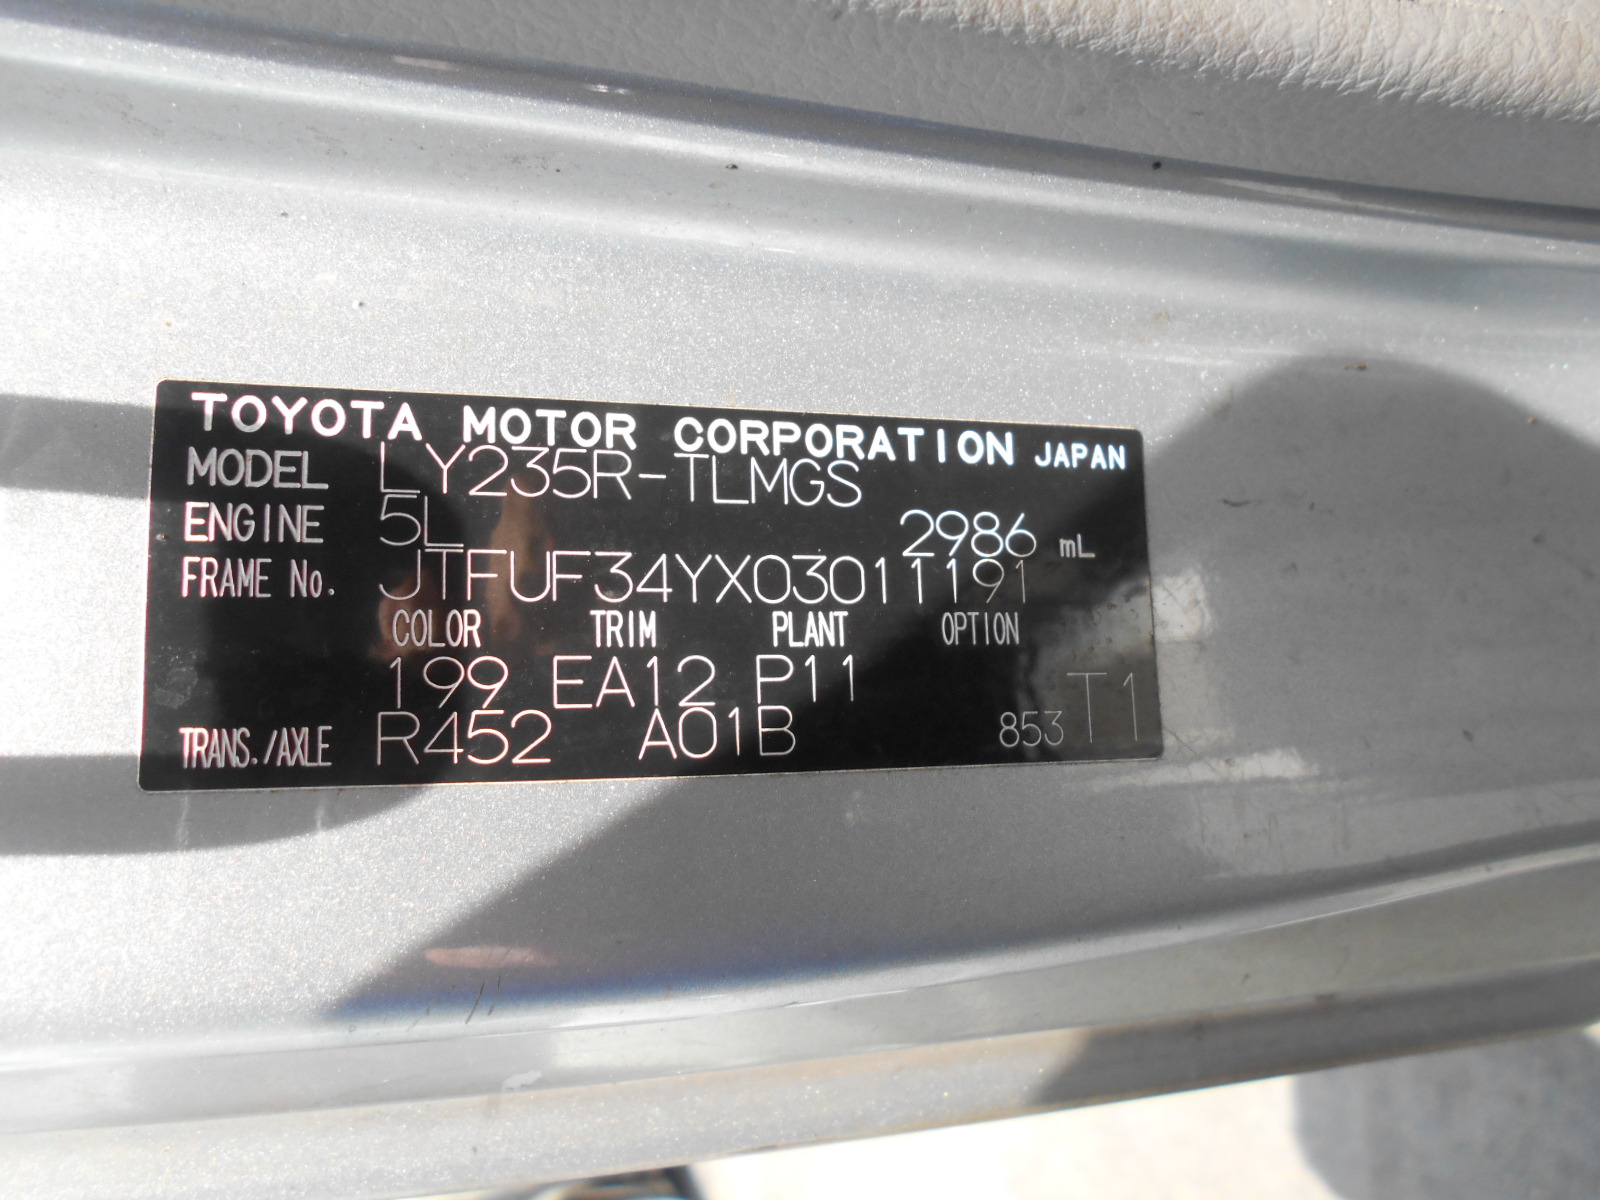 TOYOTA MOTOR CORPORATION JAPAN
MODEL LY235R-TLMGS
ENGINE 5L 2986 mL
FRAME No. JTFUF34YX03011191
COLOR TRIM PLANT OPTION
199 EA12 P11
TRANS./AXLE R452 A01B 853 T1